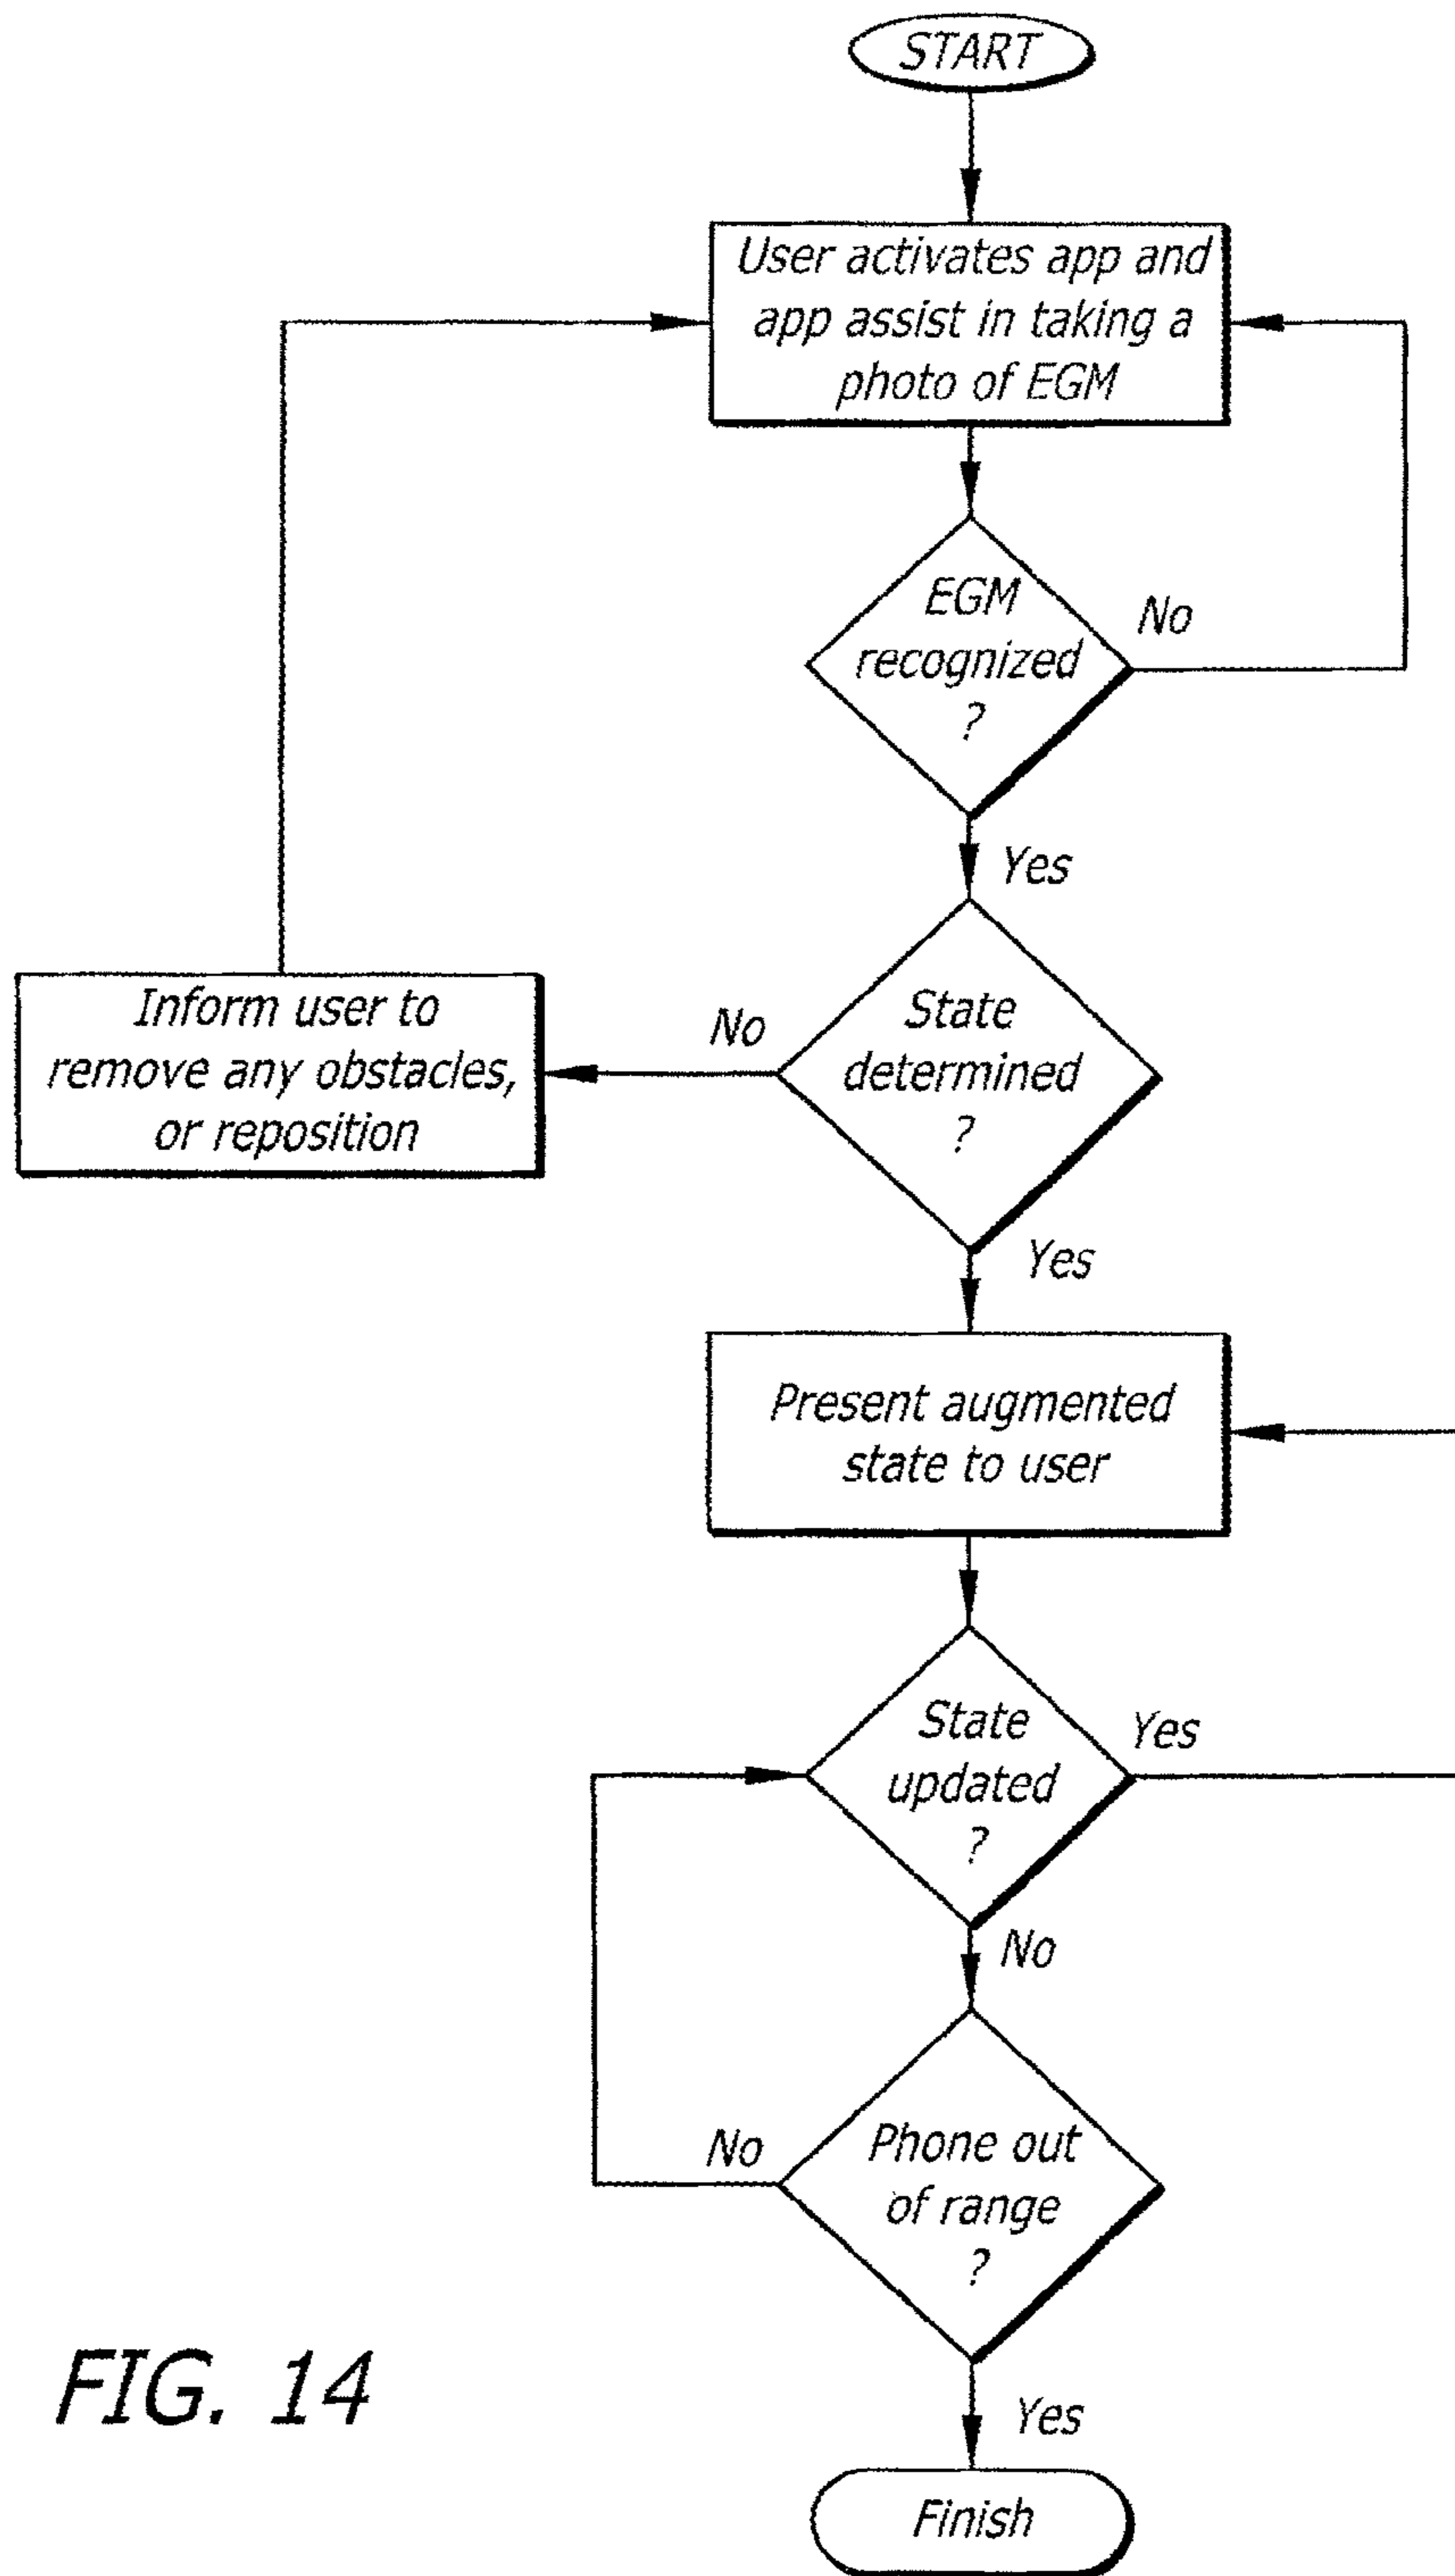 START
User activates app and
app assist in taking a
photo of EGM
EGM
recognized
?
No
Yes
State
determined
?
No
Inform user to
remove any obstacles,
or reposition
Yes
Present augmented
state to user
State
updated
?
Yes
No
Phone out
of range
?
No
Yes
Finish
FIG. 14